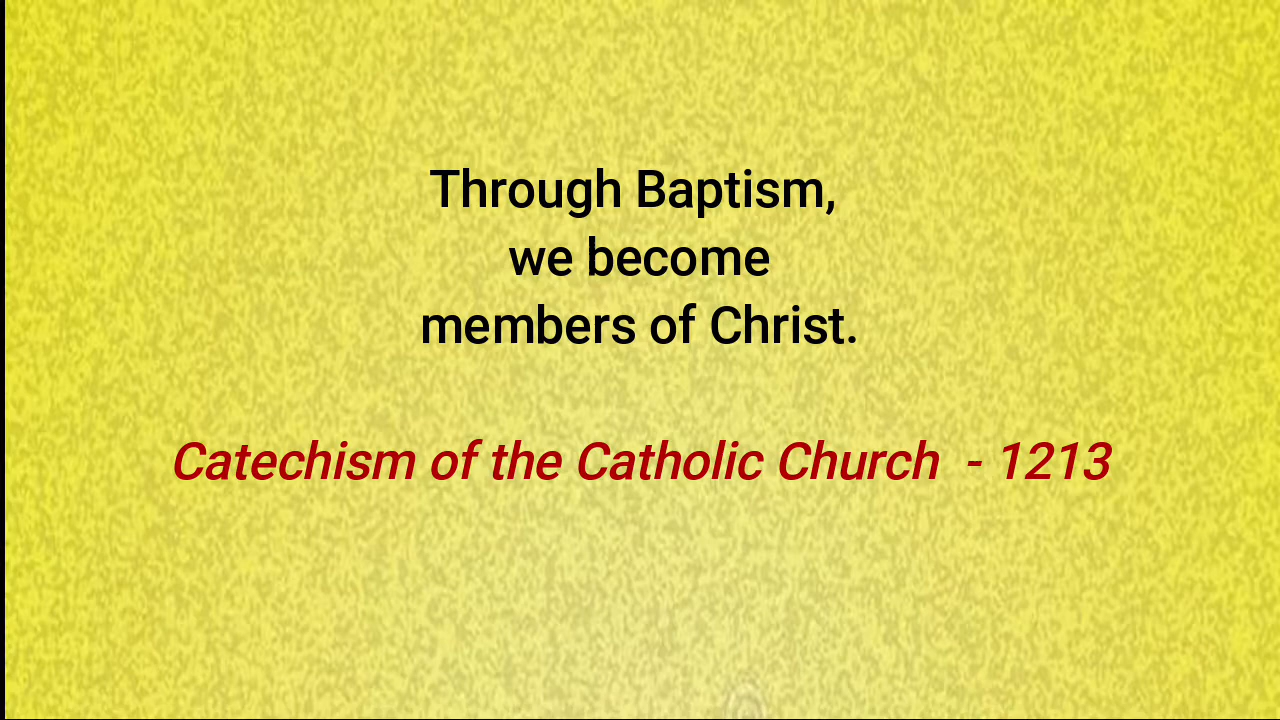 Through Baptism,
we become
members of Christ.
Catechism of the Catholic Church - 1213